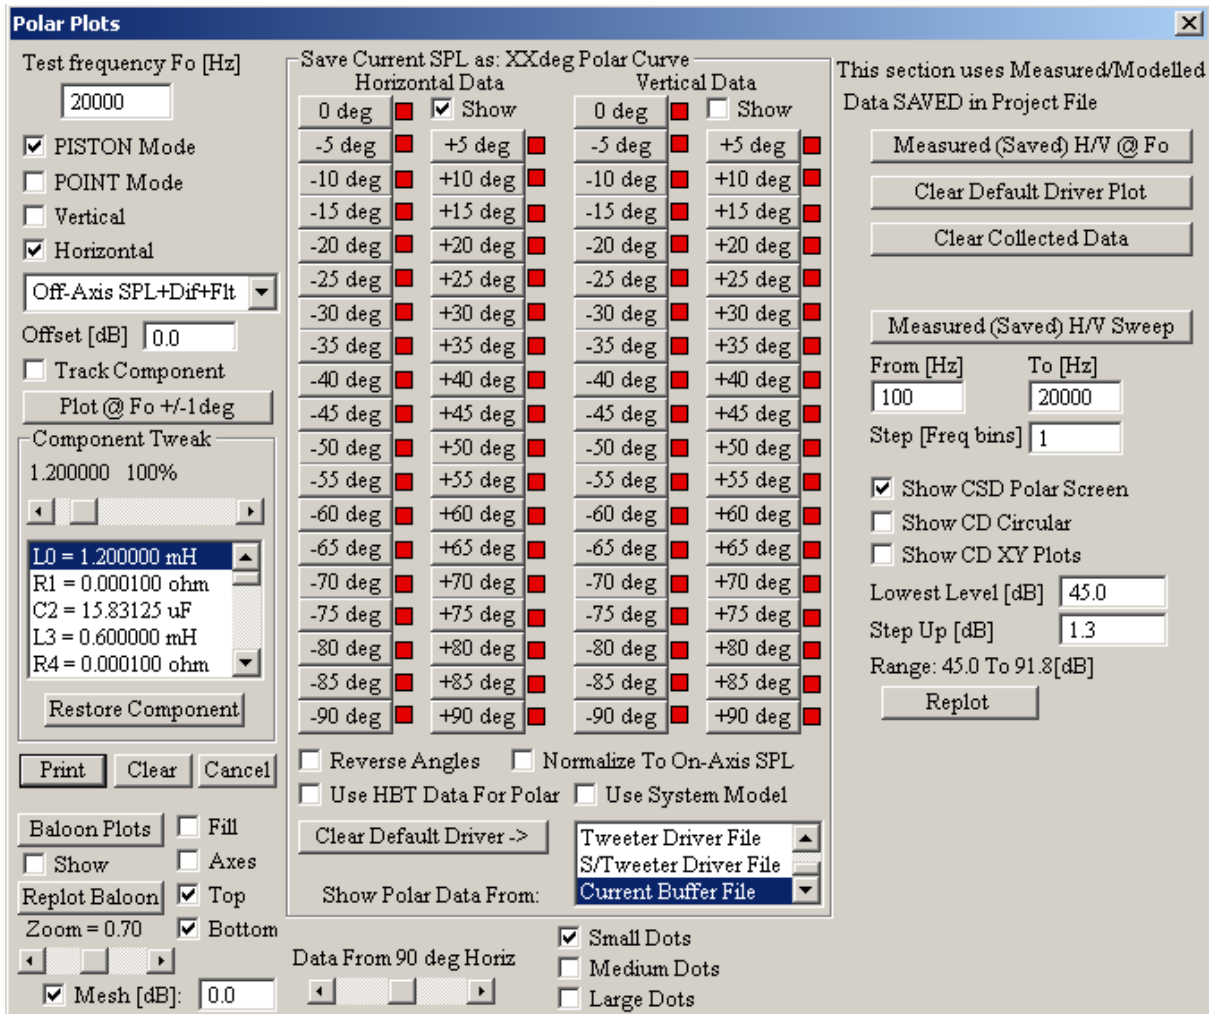 Polar Plots
Test frequency Fo [Hz]
20000
PISTON Mode
POINT Mode
Vertical
Horizontal
Off-Axis SPL+Dif+Flt
Offset [dB] 0.0
Track Component
Plot @ Fo +/-1 deg
Component Tweak
1.200000 100%
L0 = 1.200000 mH
R1 = 0.000100 ohm
C2 = 15.83125 uF
L3 = 0.600000 mH
R4 = 0.000100 ohm
Restore Component
Print Clear Cancel
Baloon Plots Fill
Show Axes
Replot Baloon Top
Zoom = 0.70 Bottom
Mesh [dB]: 0.0
Save Current SPL as: XXdeg Polar Curve
Horizontal Data Vertical Data
0 deg Show 0 deg Show
-5 deg +5 deg -5 deg +5 deg
-10 deg +10 deg -10 deg +10 deg
-15 deg +15 deg -15 deg +15 deg
-20 deg +20 deg -20 deg +20 deg
-25 deg +25 deg -25 deg +25 deg
-30 deg +30 deg -30 deg +30 deg
-35 deg +35 deg -35 deg +35 deg
-40 deg +40 deg -40 deg +40 deg
-45 deg +45 deg -45 deg +45 deg
-50 deg +50 deg -50 deg +50 deg
-55 deg +55 deg -55 deg +55 deg
-60 deg +60 deg -60 deg +60 deg
-65 deg +65 deg -65 deg +65 deg
-70 deg +70 deg -70 deg +70 deg
-75 deg +75 deg -75 deg +75 deg
-80 deg +80 deg -80 deg +80 deg
-85 deg +85 deg -85 deg +85 deg
-90 deg +90 deg -90 deg +90 deg
Reverse Angles Normalize To On-Axis SPL
Use HBT Data For Polar Use System Model
Clear Default Driver ->
Tweeter Driver File
S/Tweeter Driver File
Show Polar Data From: Current Buffer File
Data From 90 deg Horiz
Small Dots
Medium Dots
Large Dots
This section uses Measured/Modelled
Data SAVED in Project File
Measured (Saved) H/V @ Fo
Clear Default Driver Plot
Clear Collected Data
Measured (Saved) H/V Sweep
From [Hz] To [Hz]
100 20000
Step [Freq bins] 1
Show CSD Polar Screen
Show CD Circular
Show CD XY Plots
Lowest Level [dB] 45.0
Step Up [dB] 1.3
Range: 45.0 To 91.8[dB]
Replot